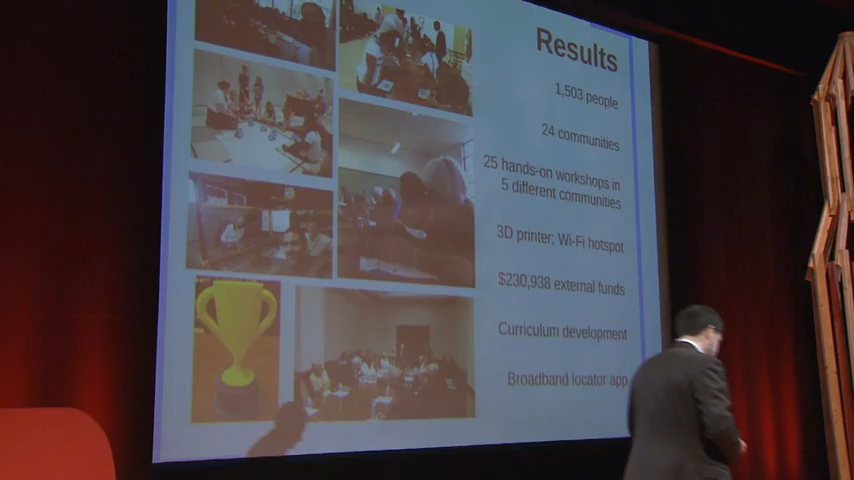 Results
1,503 people
24 communities
25 hands-on workshops in
5 different communities
3D printer; Wi-Fi hotspot
$230,938 external funds
Curriculum development
Broadband locator app